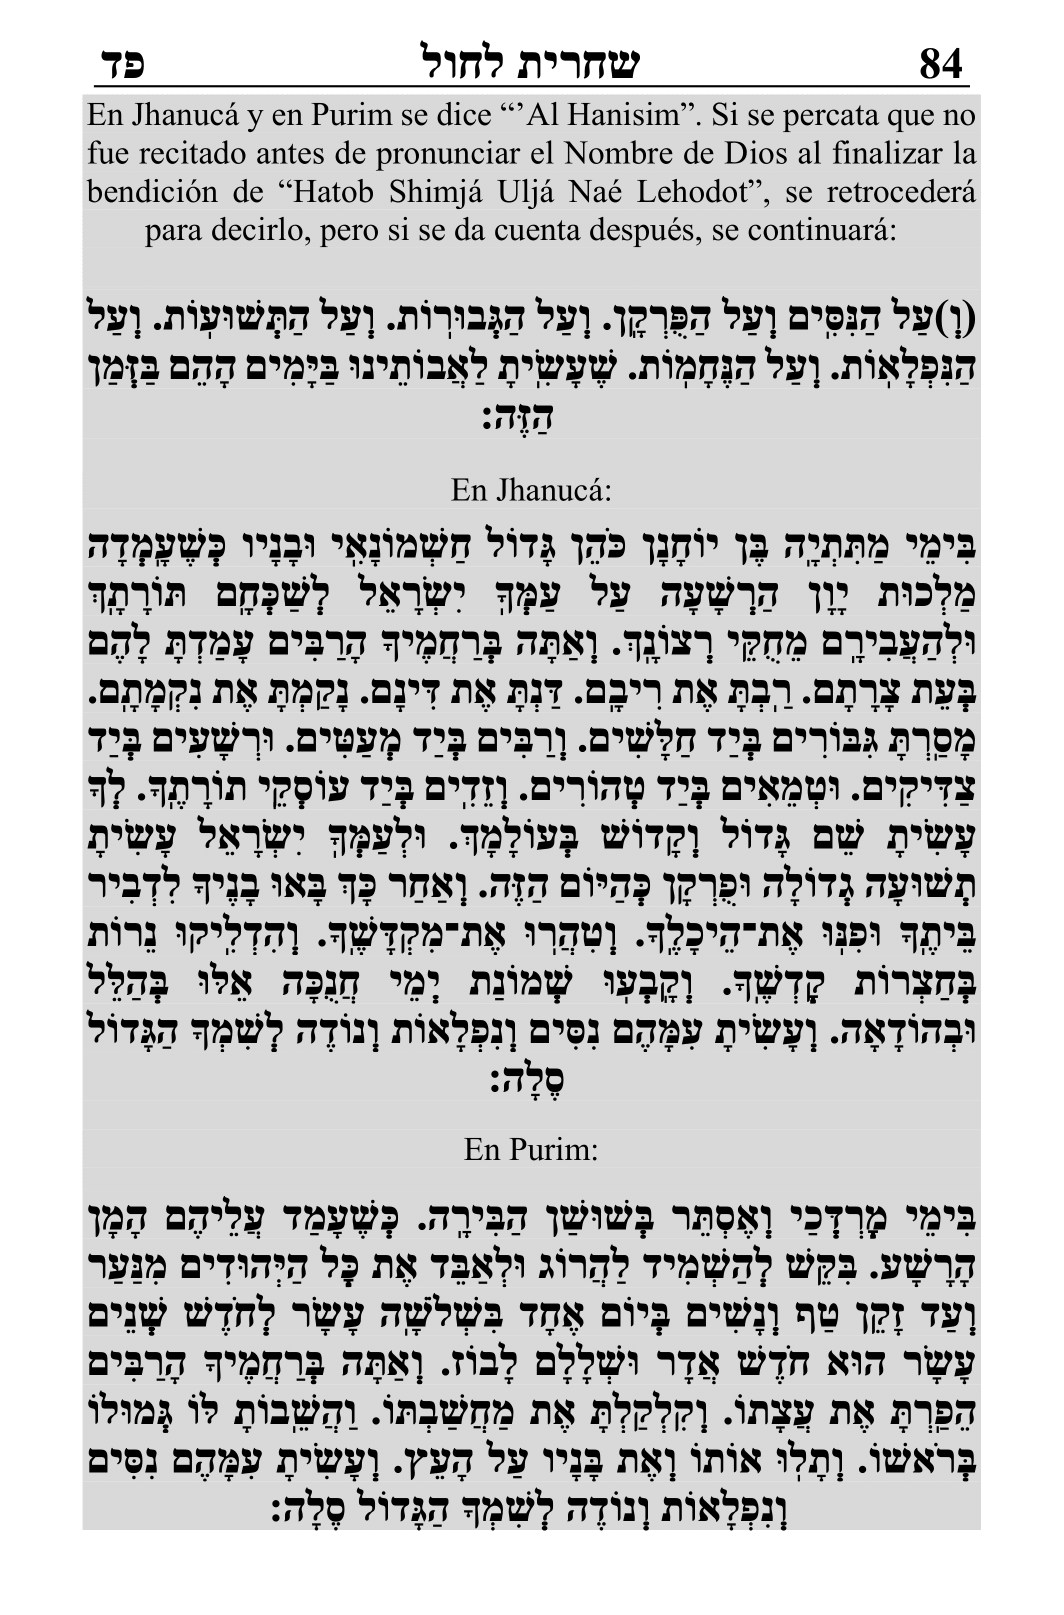 84 שחרית לחול פד
En Jhanucá y en Purim se dice “’Al Hanisim”. Si se percata que no
fue recitado antes de pronunciar el Nombre de Dios al finalizar la
bendición de “Hatob Shimjá Uljá Naé Lehodot”, se retrocederá
para decirlo, pero si se da cuenta después, se continuará:
(וְ)עַל הַנִּסִּים וְעַל הַפֻּרְקָן. וְעַל הַגְּבוּרוֹת. וְעַל הַתְּשׁוּעוֹת. וְעַל
הַנִּפְלָאוֹת. וְעַל הַנֶּחָמוֹת. שֶׁעָשִׂיתָ לַאֲבוֹתֵינוּ בַּיָּמִים הָהֵם בַּזְּמַן
הַזֶּה:
En Jhanucá:
בִּימֵי מַתִּתְיָה בֶּן יוֹחָנָן כֹּהֵן גָּדוֹל חַשְׁמוֹנָאִי וּבָנָיו כְּשֶׁעָמְדָה
מַלְכוּת יָוָן הָרְשָׁעָה עַל עַמְּךָ יִשְׂרָאֵל לְשַׁכְּחָם תּוֹרָתָךְ
וּלְהַעֲבִירָם מֵחֻקֵּי רְצוֹנָךְ. וְאַתָּה בְּרַחֲמֶיךָ הָרַבִּים עָמַדְתָּ לָהֶם
בְּעֵת צָרָתָם. רַבְתָּ אֶת רִיבָם. דַּנְתָּ אֶת דִּינָם. נָקַמְתָּ אֶת נִקְמָתָם.
מָסַרְתָּ גִּבּוֹרִים בְּיַד חַלָּשִׁים. וְרַבִּים בְּיַד מְעַטִּים. וּרְשָׁעִים בְּיַד
צַדִּיקִים. וּטְמֵאִים בְּיַד טְהוֹרִים. וְזֵדִים בְּיַד עוֹסְקֵי תוֹרָתֶךָ. לְךָ
עָשִׂיתָ שֵׁם גָּדוֹל וְקָדוֹשׁ בְּעוֹלָמָךְ. וּלְעַמְּךָ יִשְׂרָאֵל עָשִׂיתָ
תְּשׁוּעָה גְדוֹלָה וּפֻרְקָן כְּהַיּוֹם הַזֶּה. וְאַחַר כָּךְ בָּאוּ בָנֶיךָ לִדְבִיר
בֵּיתֶךָ וּפִנּוּ אֶת־הֵיכָלֶךָ. וְטִהֲרוּ אֶת־מִקְדָּשֶׁךָ. וְהִדְלִיקוּ נֵרוֹת
בְּחַצְרוֹת קָדְשֶׁךָ. וְקָבְעוּ שְׁמוֹנַת יְמֵי חֲנֻכָּה אֵלּוּ בְּהַלֵּל
וּבְהוֹדָאָה. וְעָשִׂיתָ עִמָּהֶם נִסִּים וְנִפְלָאוֹת וְנוֹדֶה לְשִׁמְךָ הַגָּדוֹל
סֶלָה:
En Purim:
בִּימֵי מָרְדְּכַי וְאֶסְתֵּר בְּשׁוּשַׁן הַבִּירָה. כְּשֶׁעָמַד עֲלֵיהֶם הָמָן
הָרָשָׁע. בִּקֵּשׁ לְהַשְׁמִיד לַהֲרוֹג וּלְאַבֵּד אֶת כָּל הַיְּהוּדִים מִנַּעַר
וְעַד זָקֵן טַף וְנָשִׁים בְּיוֹם אֶחָד בִּשְׁלֹשָׁה עָשָׂר לְחֹדֶשׁ שְׁנֵים
עָשָׂר הוּא חֹדֶשׁ אֲדָר וּשְׁלָלָם לָבוֹז. וְאַתָּה בְּרַחֲמֶיךָ הָרַבִּים
הֵפַרְתָּ אֶת עֲצָתוֹ. וְקִלְקַלְתָּ אֶת מַחֲשַׁבְתּוֹ. וַהֲשֵׁבוֹתָ לּוֹ גְּמוּלוֹ
בְּרֹאשׁוֹ. וְתָלוּ אוֹתוֹ וְאֶת בָּנָיו עַל הָעֵץ. וְעָשִׂיתָ עִמָּהֶם נִסִּים
וְנִפְלָאוֹת וְנוֹדֶה לְשִׁמְךָ הַגָּדוֹל סֶלָה: